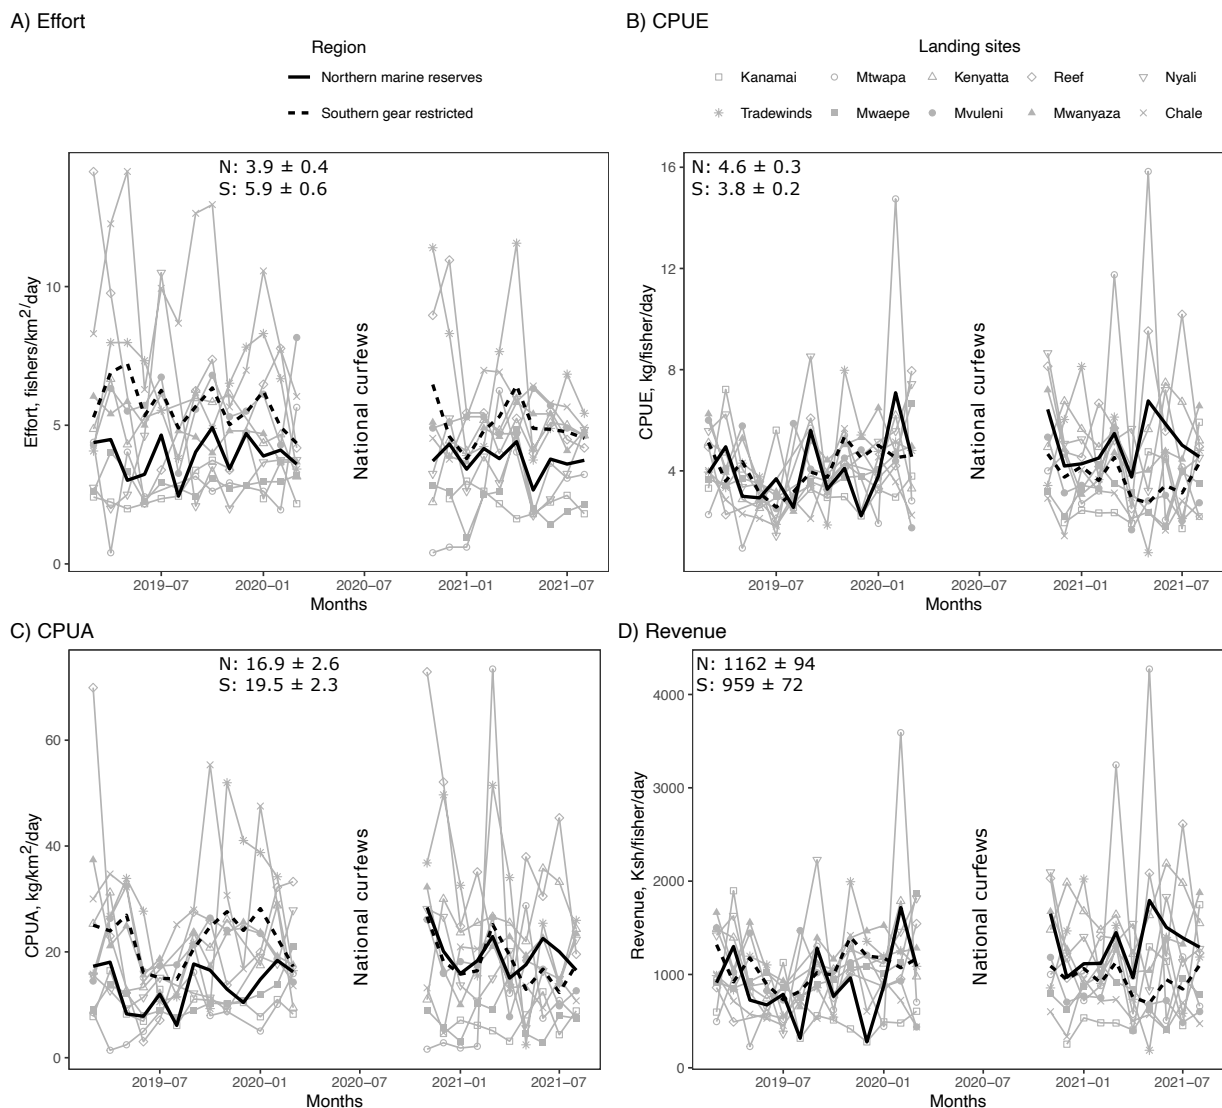 A) Effort
Region
Northern marine reserves
Southern gear restricted
N: 3.9 ± 0.4
S: 5.9 ± 0.6
National curfews
Effort, fishers/km²/day
10
5
0
2019–07
2020–01
2020–07
2021–01
2021–07
Months
B) CPUE
Landing sites
Kanamai
Mtwapa
Kenyatta
Reef
Nyali
Tradewinds
Mwaepe
Mvuleni
Mwanyaza
Chale
N: 4.6 ± 0.3
S: 3.8 ± 0.2
National curfews
CPUE, kg/fisher/day
16
12
8
4
2019–07
2020–01
2020–07
2021–01
2021–07
Months
C) CPUA
N: 16.9 ± 2.6
S: 19.5 ± 2.3
National curfews
CPUA, kg/km²/day
60
40
20
0
2019–07
2020–01
2020–07
2021–01
2021–07
Months
D) Revenue
N: 1162 ± 94
S: 959 ± 72
National curfews
Revenue, Ksh/fisher/day
4000
3000
2000
1000
0
2019–07
2020–01
2020–07
2021–01
2021–07
Months